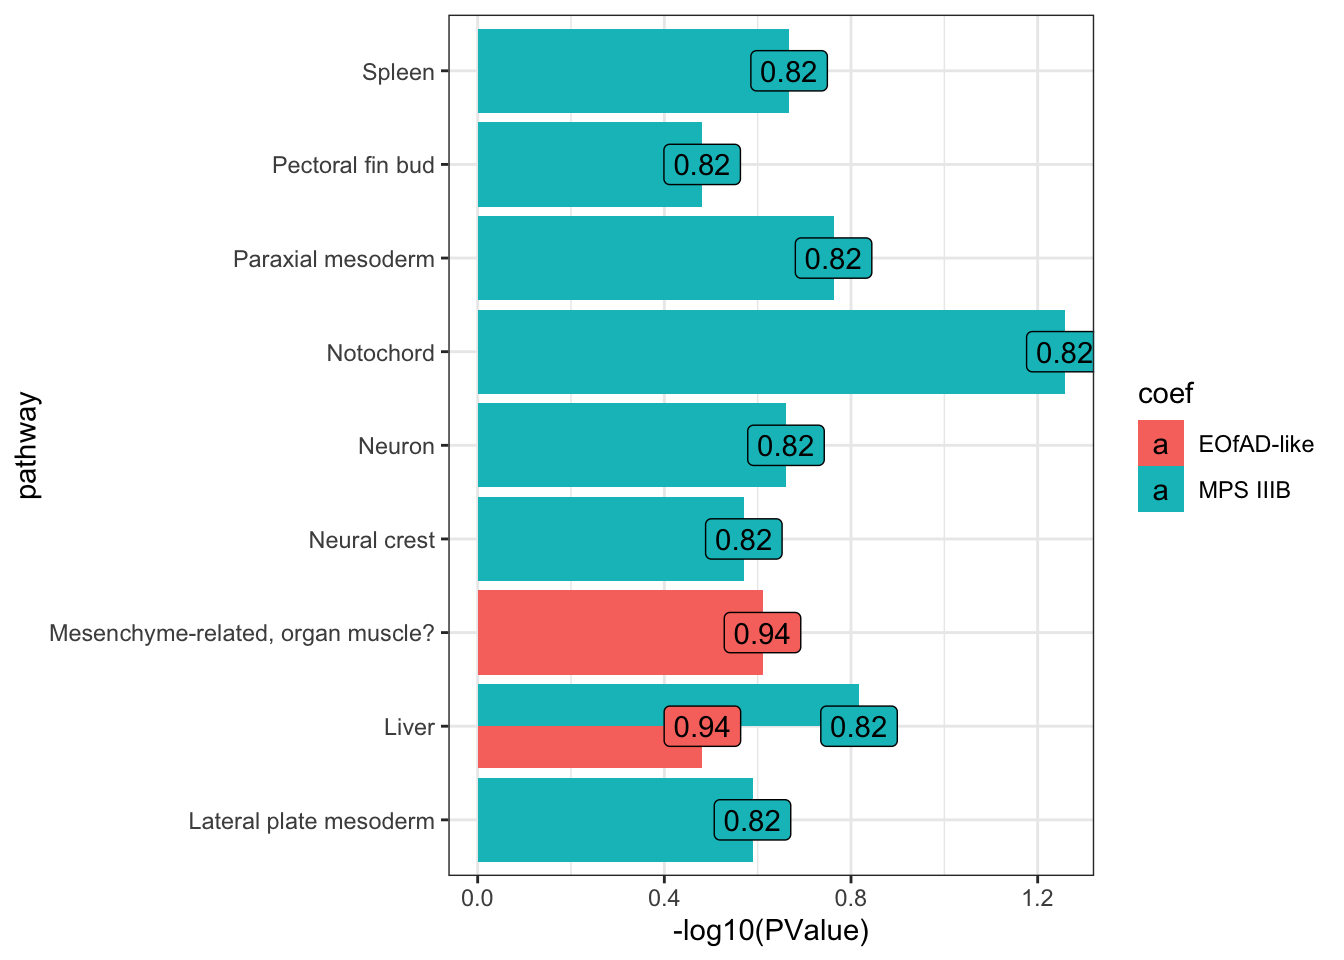 Spleen 0.82
Pectoral fin bud 0.82
Paraxial mesoderm 0.82
Notochord 0.82
Neuron 0.82
Neural crest 0.82
Mesenchyme-related, organ muscle? 0.94
Liver 0.94 0.82
Lateral plate mesoderm 0.82
0.0 0.4 0.8 1.2
-log10(PValue)
pathway
coef
a EOfAD-like
a MPS IIIB